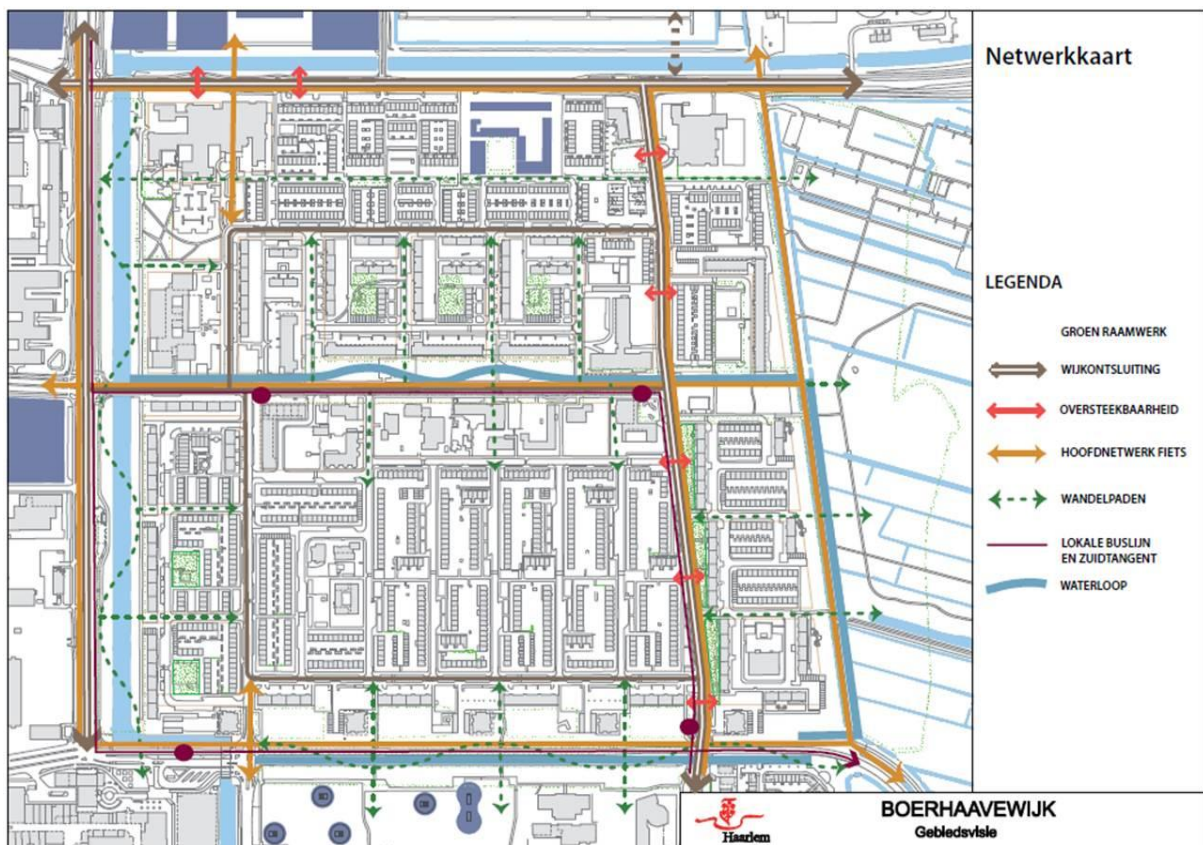 Netwerkkaart
LEGENDA
GROEN RAAMWERK
WIJKONTSLUITING
OVERSTEEKBAARHEID
HOOFDNETWERK FIETS
WANDELPADEN
LOKALE BUSLIJN
EN ZUIDTANGENT
WATERLOOP
Haarlem
BOERHAAVEWIJK
Gebiedsvisie